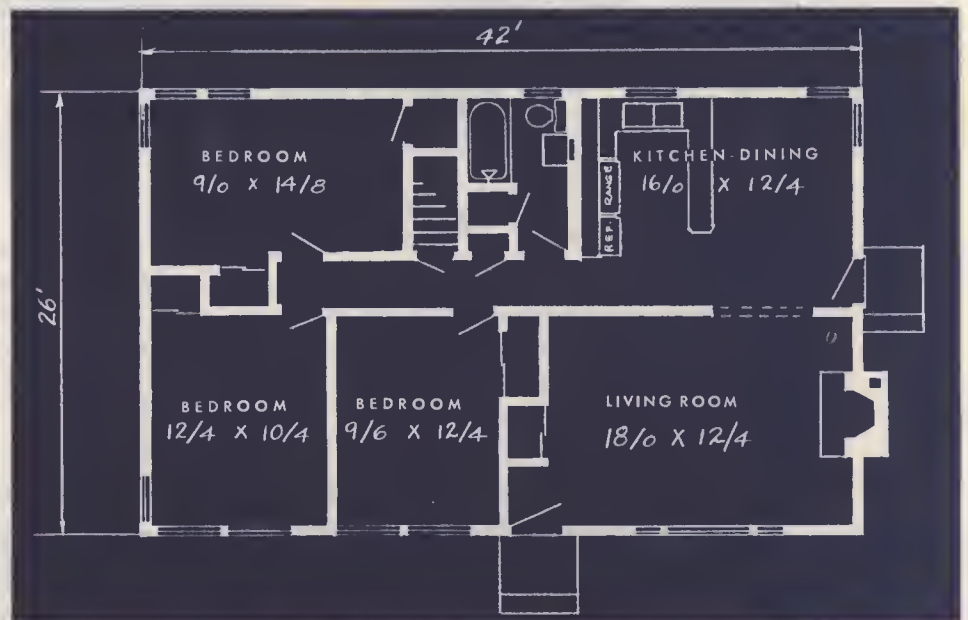 42'
26'
BEDROOM
9/0 X 14/8
KITCHEN-DINING
16/0 X 12/4
RANGE
REF.
BEDROOM
12/4 X 10/4
BEDROOM
9/6 X 12/4
LIVING ROOM
18/0 X 12/4